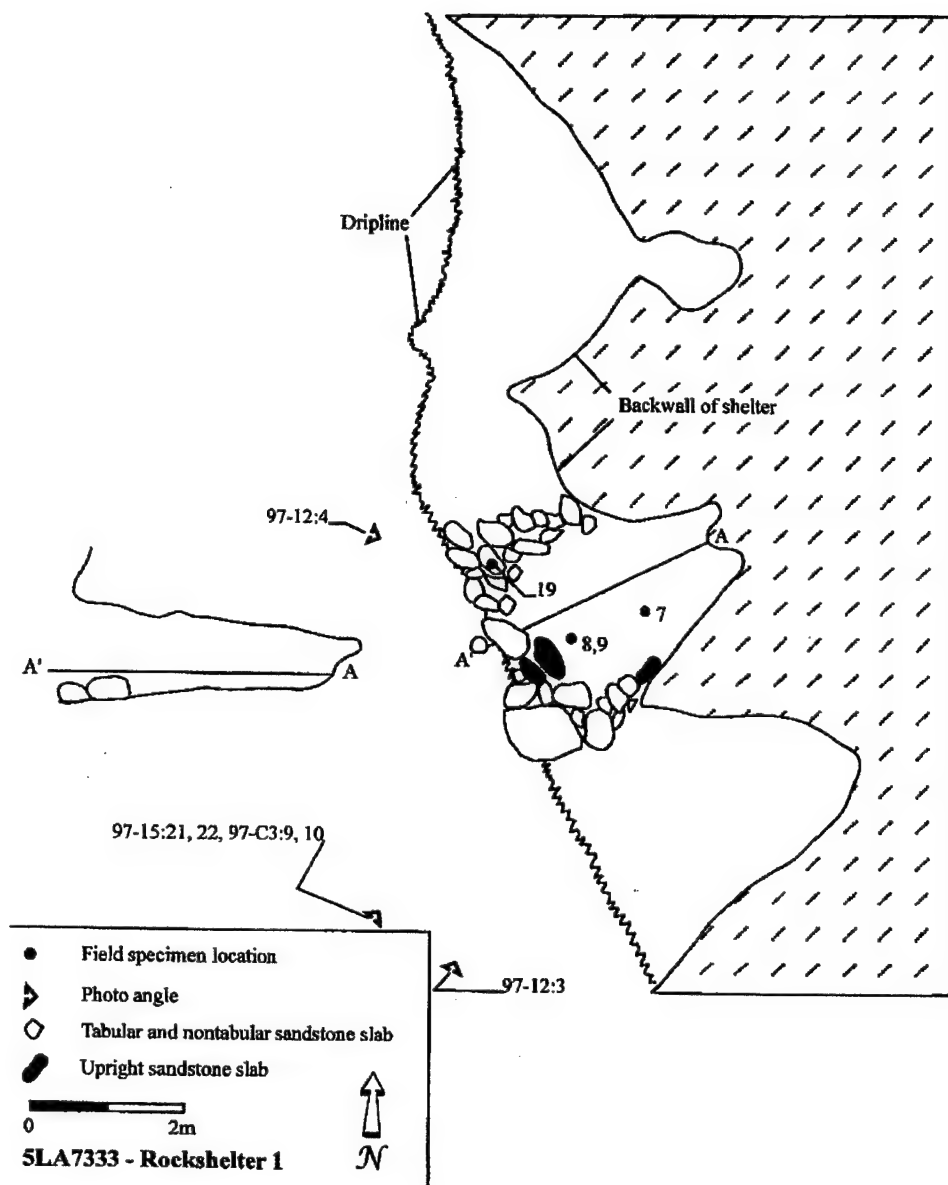 Dripline
Backwall of shelter
97-12:4
A
19
7
8,9
A'
A'
A
97-15:21, 22, 97-C3:9, 10
97-12:3
Field specimen location
Photo angle
Tabular and nontabular sandstone slab
Upright sandstone slab
0 2m
5LA7333 - Rockshelter 1
N